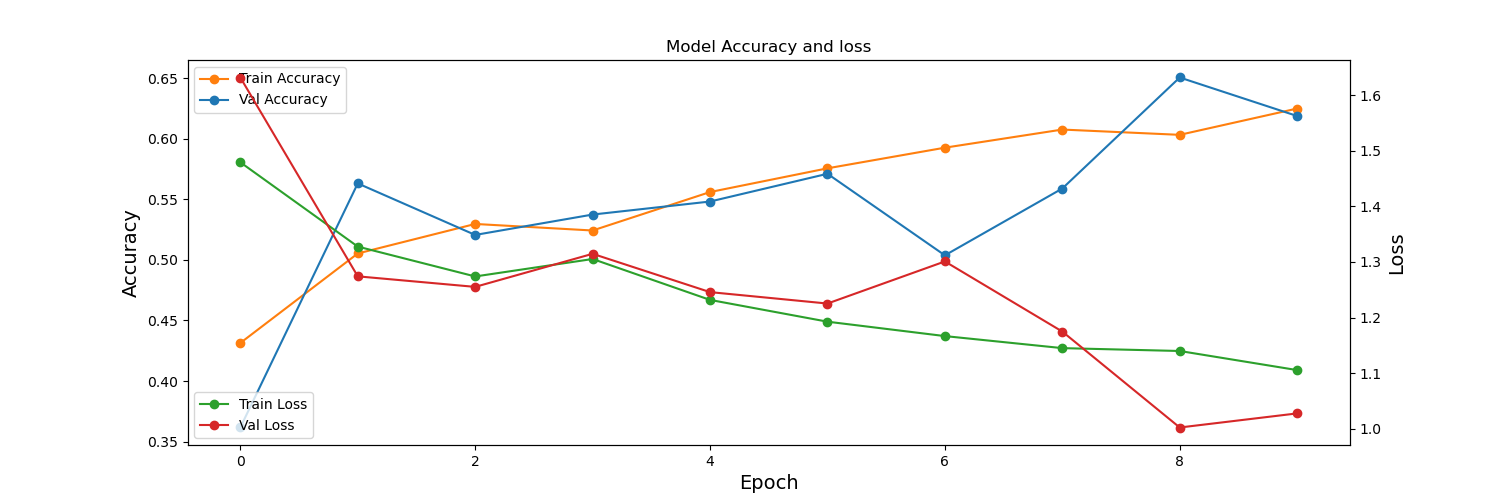 Model Accuracy and loss
Train Accuracy
Val Accuracy
0.65
0.60
0.55
0.50
0.45
0.40
0.35
Accuracy
1.6
1.5
1.4
1.3
1.2
1.1
1.0
Loss
Train Loss
Val Loss
0 2 4 6 8
Epoch